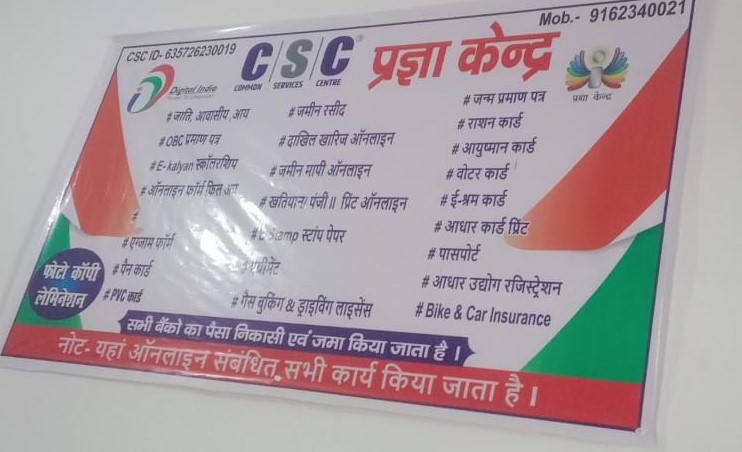 CSC ID- 635726230019
Mob.- 9162340021
Digital India
CSC
COMMON SERVICES CENTRE
प्रज्ञा केन्द्र
प्रज्ञा केन्द्र
# जाति, आवासीय, आय
# OBC प्रमाण पत्र
# E- kalyan स्कॉलरशिप
# ऑनलाइन फॉर्म फिल अप
#
# एग्जाम फॉर्म
# पैन कार्ड
# PVC कार्ड
# जमीन रसीद
# दाखिल खारिज ऑनलाइन
# जमीन मापी ऑनलाइन
# खतियान/ पंजी॥ प्रिंट ऑनलाइन
स्टांप पेपर
# गैस बुकिंग & ड्राइविंग लाइसेंस
# जन्म प्रमाण पत्र
# राशन कार्ड
# आयुष्मान कार्ड
# वोटर कार्ड
# ई-श्रम कार्ड
# आधार कार्ड प्रिंट
# पासपोर्ट
# आधार उद्योग रजिस्ट्रेशन
# Bike & Car Insurance
फोटो कॉपी
लेमिनेशन
सभी बैंको का पैसा निकासी एवं जमा किया जाता है।
नोट- यहां ऑनलाइन संबंधित सभी कार्य किया जाता है।